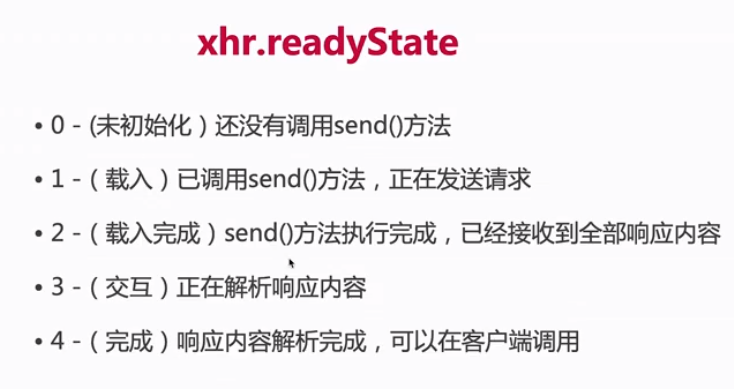 xhr.readyState
• 0 - (未初始化）还没有调用send()方法
• 1 -（ 载入 ）已调用send()方法，正在发送请求
• 2 -（ 载入完成 ）send()方法执行完成，已经接收到全部响应内容
• 3 -（ 交互 ）正在解析响应内容
• 4 -（ 完成 ）响应内容解析完成，可以在客户端调用